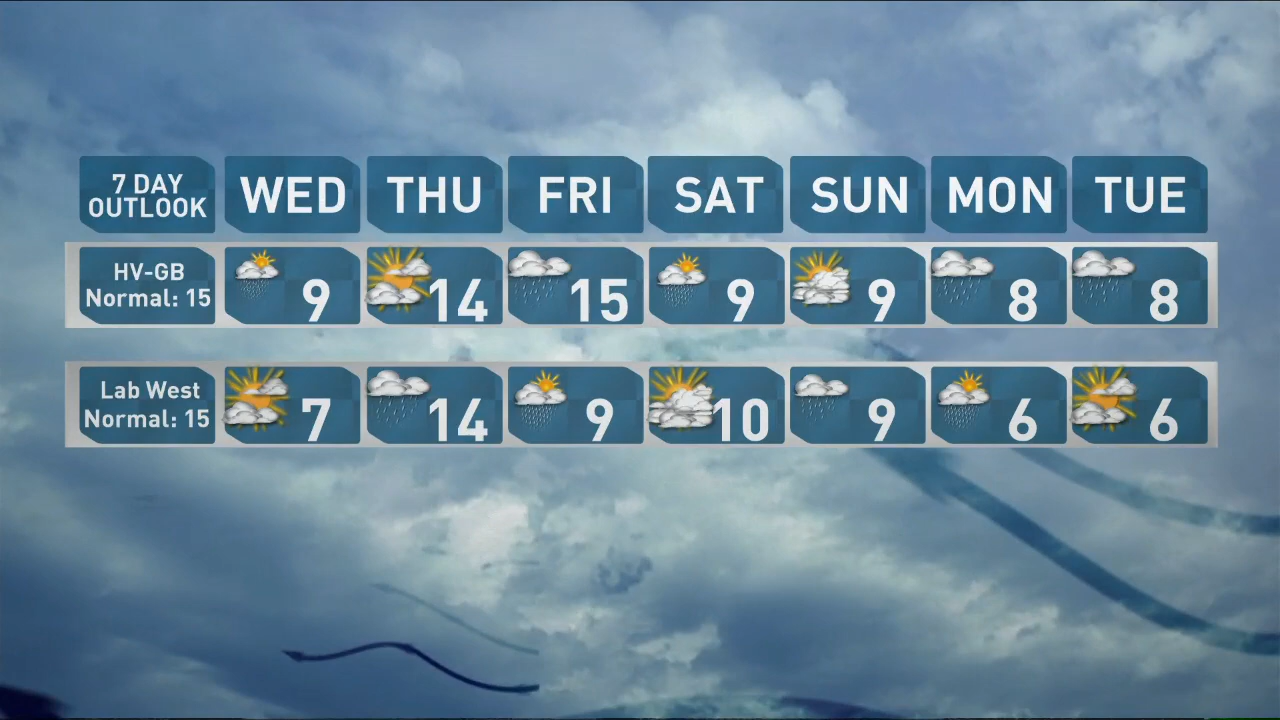 7 DAY
OUTLOOK
WED THU FRI SAT SUN MON TUE
HV-GB
Normal: 15
9 14 15 9 9 8 8
Lab West
Normal: 15
7 14 9 10 9 6 6